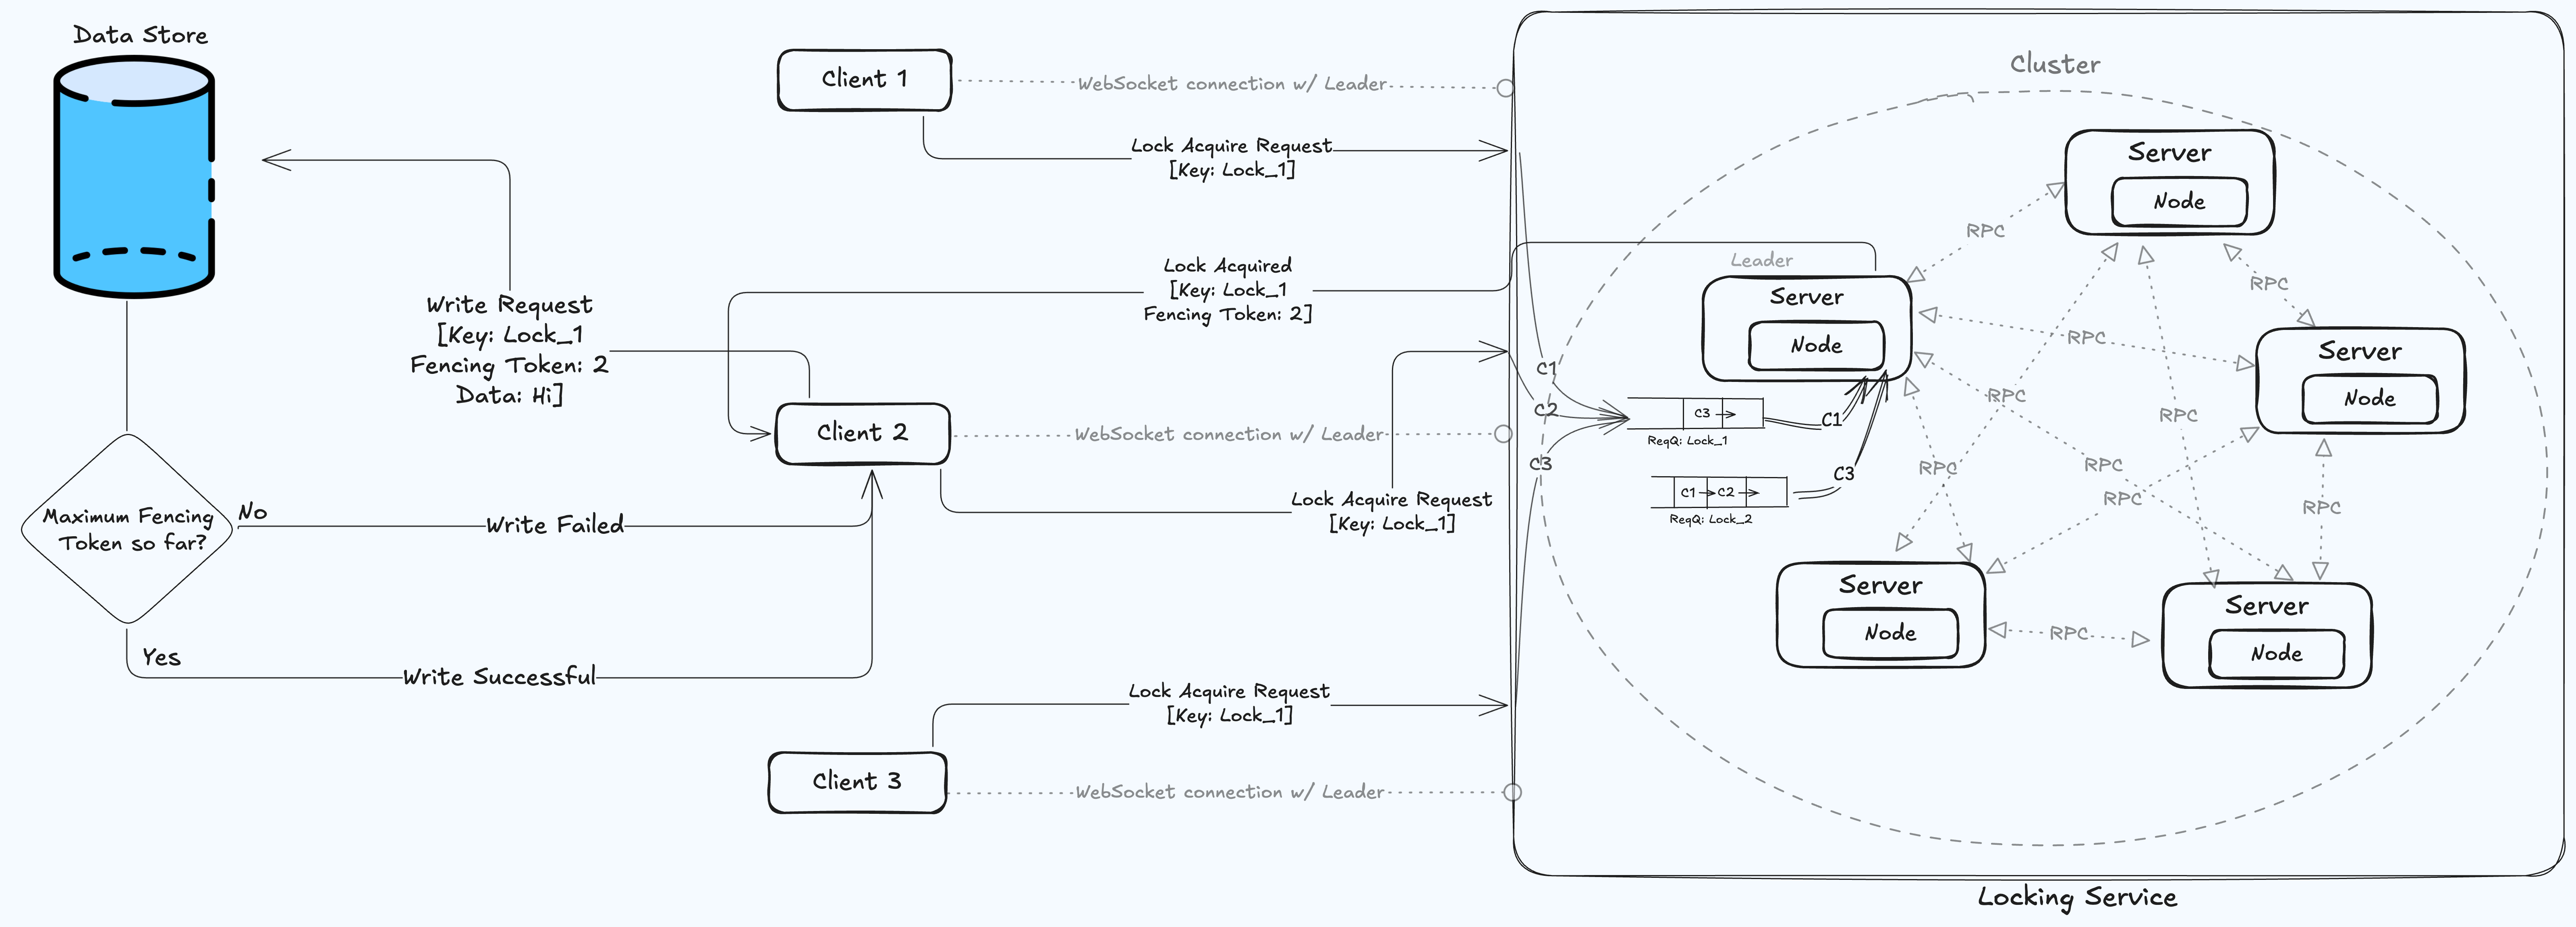 Data Store
Write Request
[Key: Lock_1
Fencing Token: 2
Data: Hi]
Maximum Fencing
Token so far?
No
Write Failed
Yes
Write Successful
Client 1
WebSocket connection w/ Leader
Lock Acquire Request
[Key: Lock_1]
Lock Acquired
[Key: Lock_1
Fencing Token: 2]
Client 2
WebSocket connection w/ Leader
Lock Acquire Request
[Key: Lock_1]
Lock Acquire Request
[Key: Lock_1]
Client 3
WebSocket connection w/ Leader
Cluster
Leader
Server
Node
Server
Node
Server
Node
Server
Node
Server
Node
RPC
RPC
RPC
RPC
RPC
RPC
RPC
RPC
RPC
RPC
C1
C2
C3
C3
ReqQ: Lock_1
C1
C1
C2
ReqQ: Lock_2
C3
Locking Service